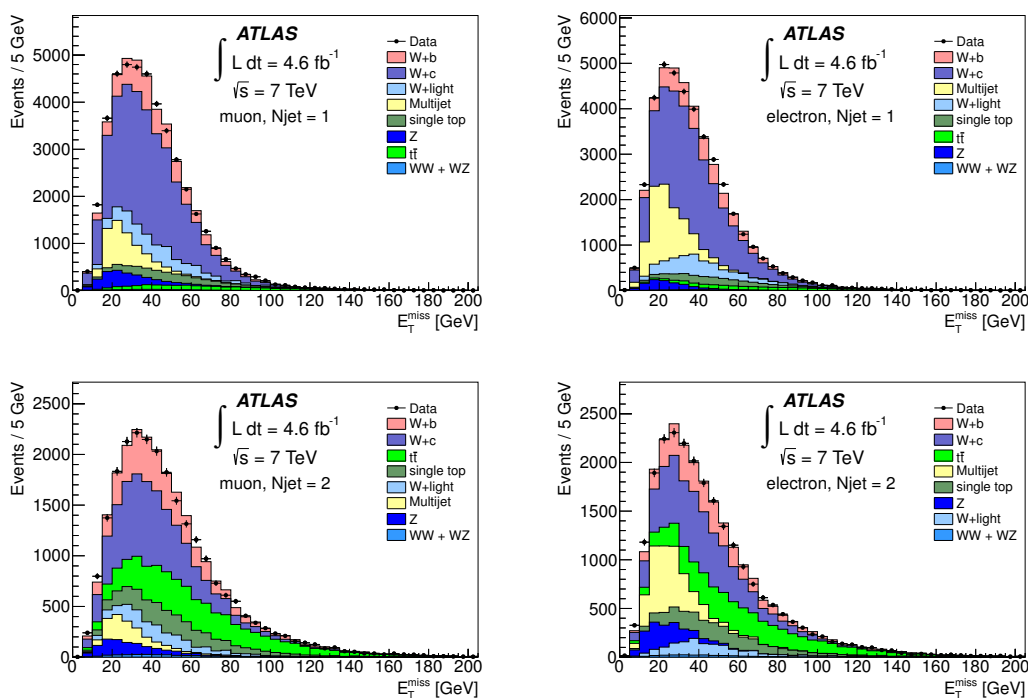 Events / 5 GeV
5000
4000
3000
2000
1000
0
20 40 60 80 100 120 140 160 180 200
E_T^miss [GeV]
ATLAS
∫ L dt = 4.6 fb⁻¹
√s = 7 TeV
muon, Njet = 1
Data
W+b
W+c
W+light
Multijet
single top
Z
tt̄
WW + WZ
Events / 5 GeV
6000
5000
4000
3000
2000
1000
0
20 40 60 80 100 120 140 160 180 200
E_T^miss [GeV]
ATLAS
∫ L dt = 4.6 fb⁻¹
√s = 7 TeV
electron, Njet = 1
Data
W+b
W+c
Multijet
W+light
single top
tt̄
Z
WW + WZ
Events / 5 GeV
2500
2000
1500
1000
500
0
20 40 60 80 100 120 140 160 180 200
E_T^miss [GeV]
ATLAS
∫ L dt = 4.6 fb⁻¹
√s = 7 TeV
muon, Njet = 2
Data
W+b
W+c
tt̄
single top
W+light
Multijet
Z
WW + WZ
Events / 5 GeV
2500
2000
1500
1000
500
0
20 40 60 80 100 120 140 160 180 200
E_T^miss [GeV]
ATLAS
∫ L dt = 4.6 fb⁻¹
√s = 7 TeV
electron, Njet = 2
Data
W+b
W+c
tt̄
Multijet
single top
Z
W+light
WW + WZ